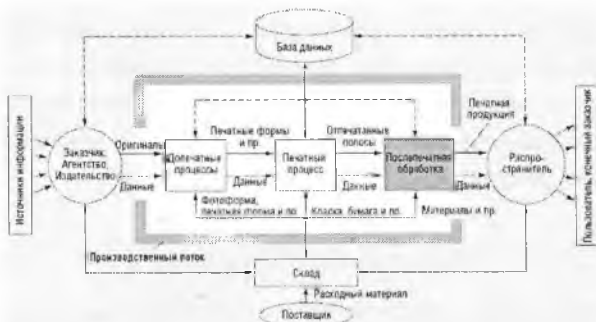 База данных
Источники информации
Заказчик,
Агентство,
Издательство
Оригиналы
Данные
Допечатные
процессы
Печатные формы
и пр.
Данные
Печатный
процесс
Отпечатанные
полосы
Данные
Послепечатная
обработка
Печатная
продукция
Данные
Распро-
странитель
Пользователь, конечный заказчик
Фотоформа,
печатная форма и пр.
Краска, бумага и пр.
Материалы и пр.
Производственный поток
Склад
Расходный материал
Поставщик